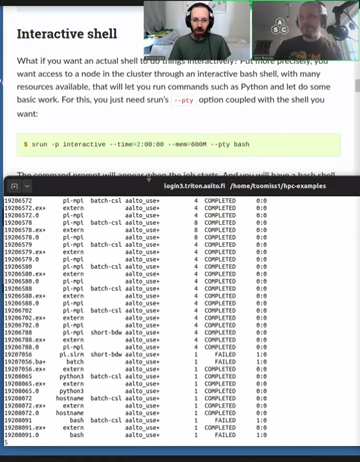 Interactive shell
What if you want an actual shell to do things interactively? Put more precisely, you
want access to a node in the cluster through an interactive bash shell, with many
resources available, that will let you run commands such as Python and let do some
basic work. For this, you just need srun's --pty option coupled with the shell you
want:
$ srun -p interactive --time=2:00:00 --mem=600M --pty bash
The command prompt will appear when the job starts. And you will have a bash shell
login3.triton.aalto.fi /home/tuomiss1/hpc-examples
19206572 pi-mpi batch-csl aalto_use+ 4 COMPLETED 0:0
19206572.ex+ extern aalto_use+ 4 COMPLETED 0:0
19206572.0 pi-mpi aalto_use+ 4 COMPLETED 0:0
19206578 pi-mpi batch-csl aalto_use+ 8 COMPLETED 0:0
19206578.ex+ extern aalto_use+ 8 COMPLETED 0:0
19206578.0 pi-mpi aalto_use+ 8 COMPLETED 0:0
19206579 pi-mpi batch-csl aalto_use+ 4 COMPLETED 0:0
19206579.ex+ extern aalto_use+ 4 COMPLETED 0:0
19206579.0 pi-mpi aalto_use+ 4 COMPLETED 0:0
19206580 pi-mpi batch-csl aalto_use+ 4 COMPLETED 0:0
19206580.ex+ extern aalto_use+ 4 COMPLETED 0:0
19206580.0 pi-mpi aalto_use+ 4 COMPLETED 0:0
19206588 pi-mpi batch-csl aalto_use+ 4 COMPLETED 0:0
19206588.ex+ extern aalto_use+ 4 COMPLETED 0:0
19206588.0 pi-mpi aalto_use+ 4 COMPLETED 0:0
19206702 pi-mpi batch-csl aalto_use+ 4 COMPLETED 0:0
19206702.ex+ extern aalto_use+ 4 COMPLETED 0:0
19206702.0 pi-mpi aalto_use+ 4 COMPLETED 0:0
19206788 pi-mpi short-bdw aalto_use+ 4 COMPLETED 0:0
19206788.ex+ extern aalto_use+ 4 COMPLETED 0:0
19206788.0 pi-mpi aalto_use+ 4 COMPLETED 0:0
19207056 pi.slrm short-bdw aalto_use+ 1 FAILED 1:0
19207056.ba+ batch aalto_use+ 1 FAILED 1:0
19207056.ex+ extern aalto_use+ 1 COMPLETED 0:0
19208065 python3 batch-csl aalto_use+ 1 COMPLETED 0:0
19208065.ex+ extern aalto_use+ 1 COMPLETED 0:0
19208065.0 python3 aalto_use+ 1 COMPLETED 0:0
19208072 hostname batch-csl aalto_use+ 1 COMPLETED 0:0
19208072.ex+ extern aalto_use+ 1 COMPLETED 0:0
19208072.0 hostname aalto_use+ 1 COMPLETED 0:0
19208091 bash batch-csl aalto_use+ 1 FAILED 1:0
19208091.ex+ extern aalto_use+ 1 COMPLETED 0:0
19208091.0 bash aalto_use+ 1 FAILED 1:0
$